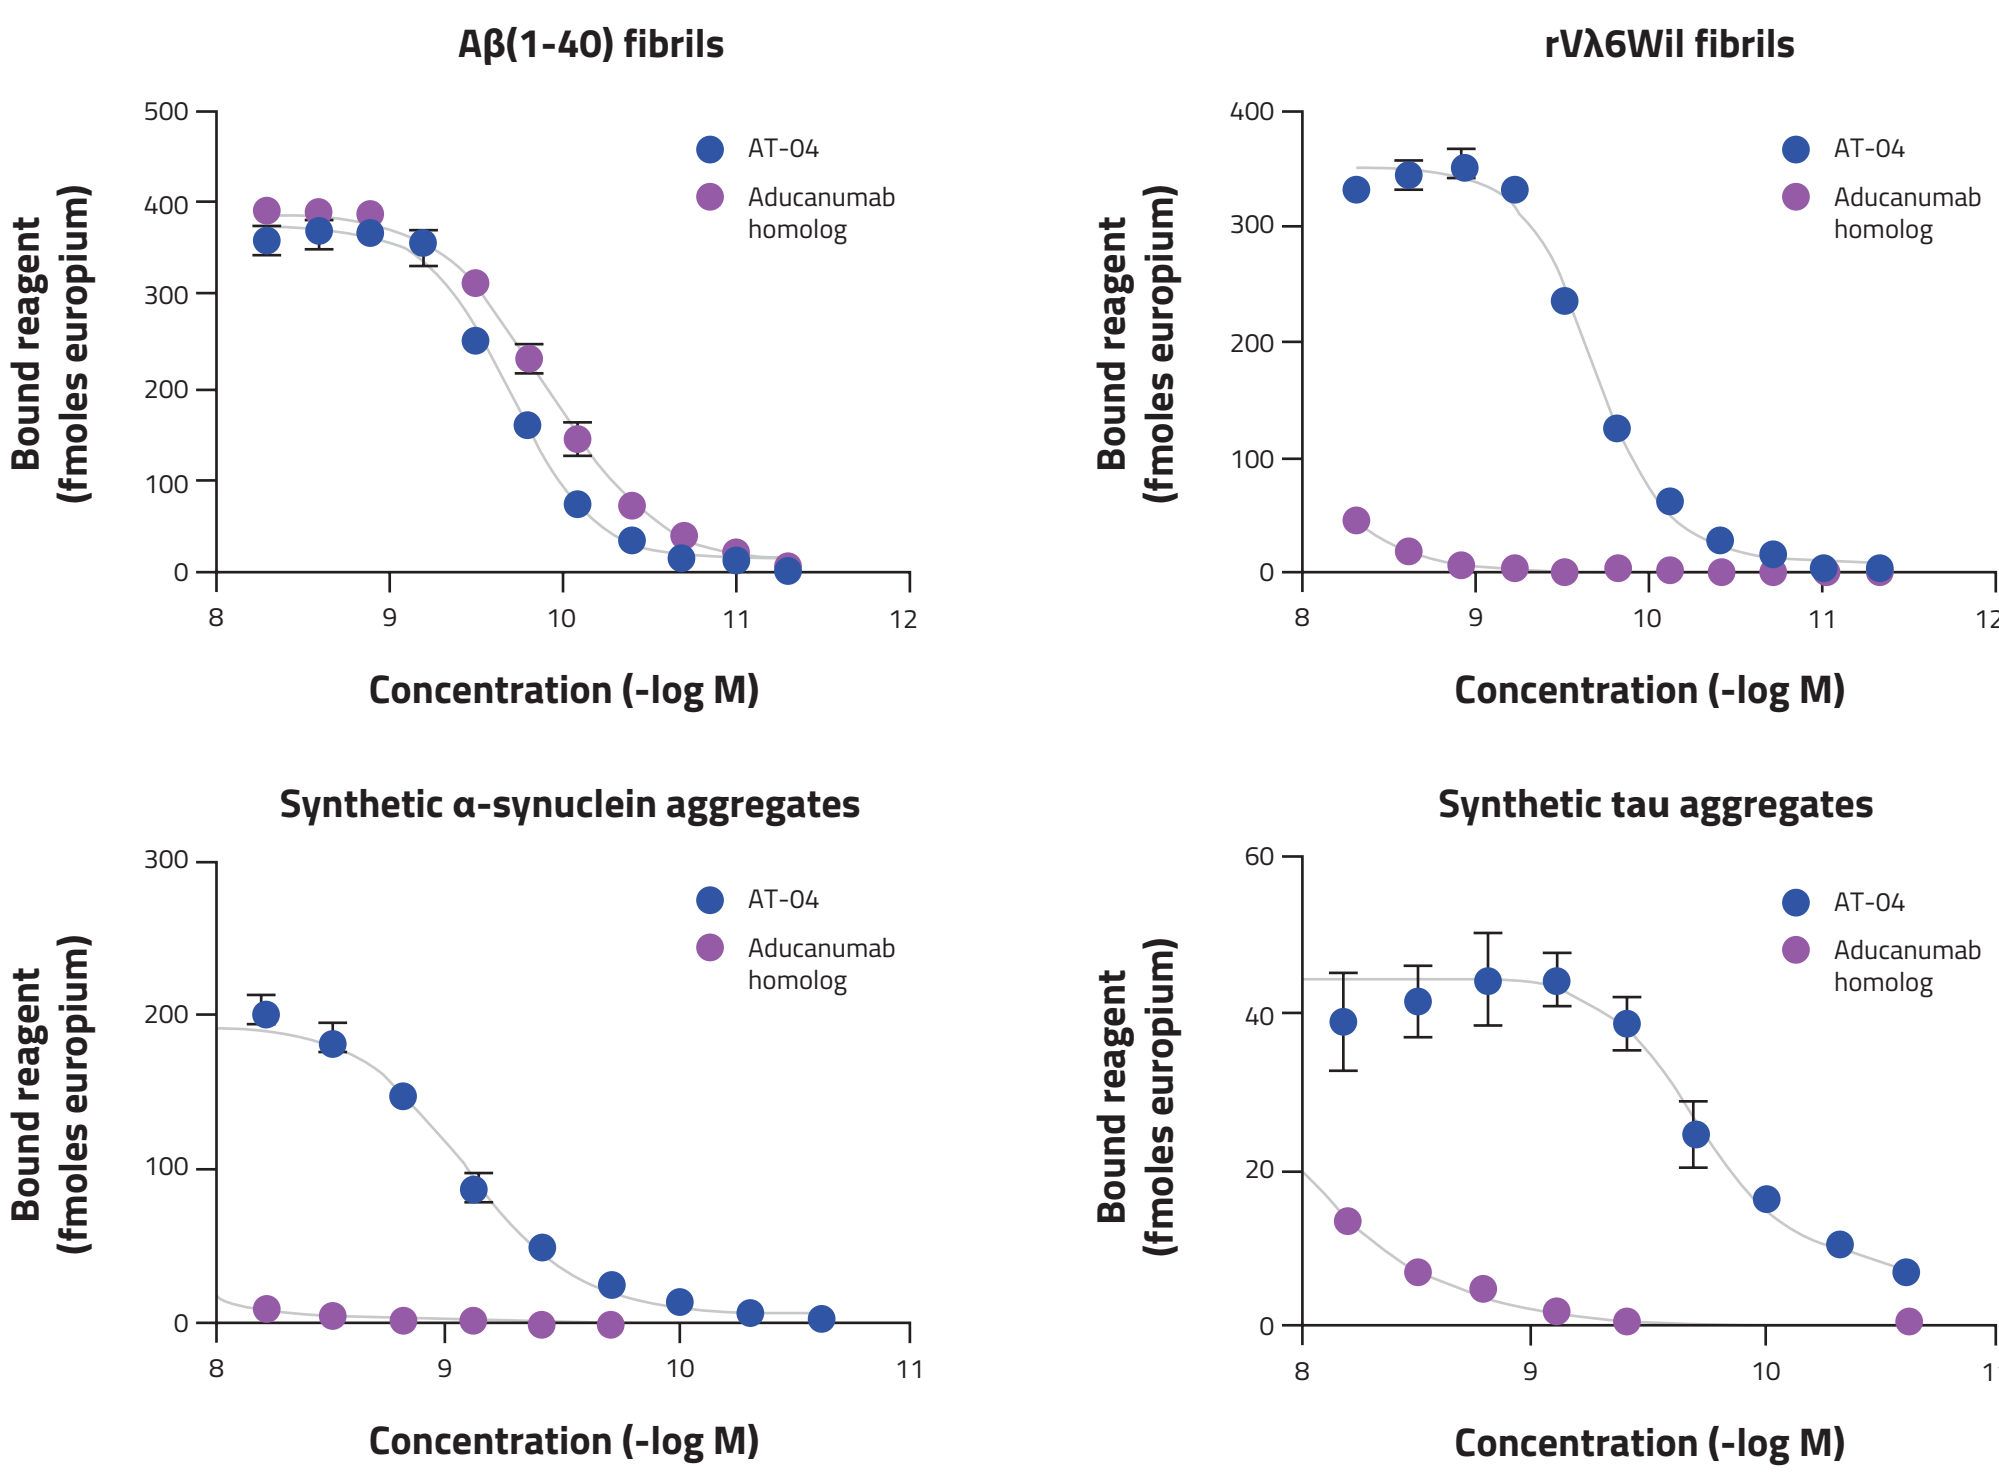 Aβ(1-40) fibrils
500
400
300
200
100
0
8
9
10
11
12
Bound reagent
(fmoles europium)
Concentration (-log M)
AT-04
Aducanumab
homolog
rVλ6Wil fibrils
400
300
200
100
0
8
9
10
11
12
Bound reagent
(fmoles europium)
Concentration (-log M)
AT-04
Aducanumab
homolog
Synthetic α-synuclein aggregates
300
200
100
0
8
9
10
11
Bound reagent
(fmoles europium)
Concentration (-log M)
AT-04
Aducanumab
homolog
Synthetic tau aggregates
60
40
20
0
8
9
10
Bound reagent
(fmoles europium)
Concentration (-log M)
AT-04
Aducanumab
homolog